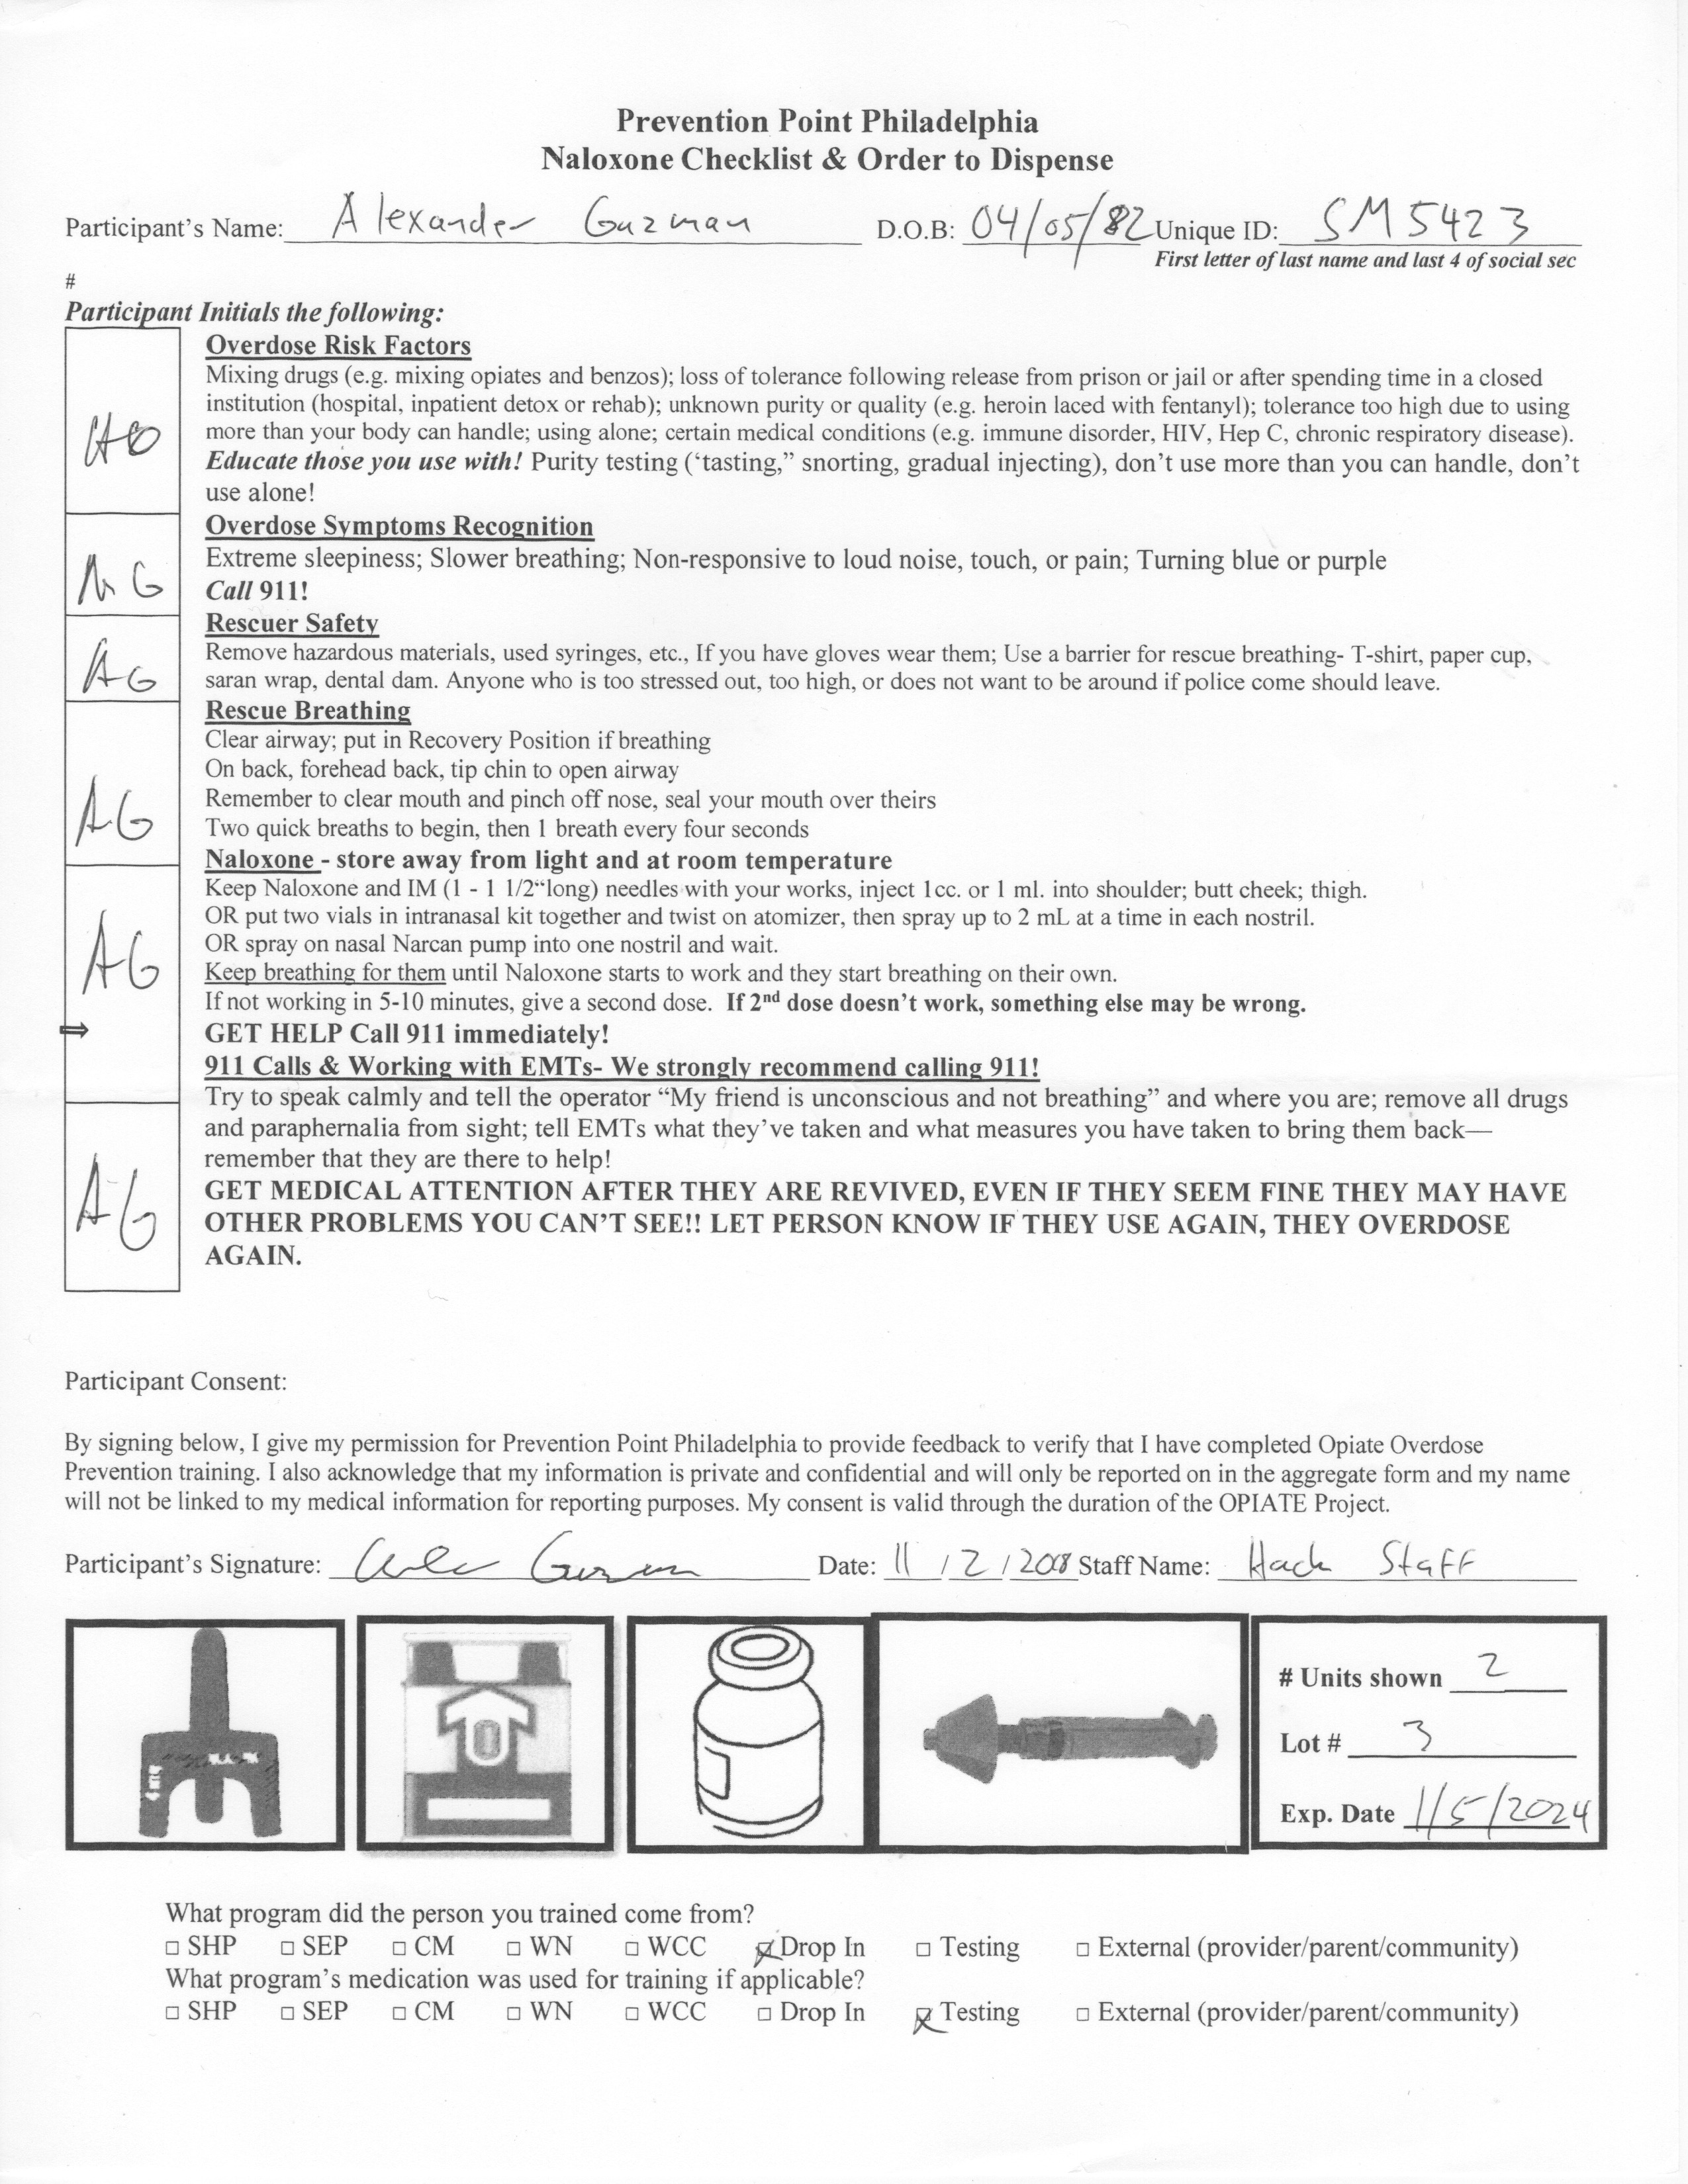 Prevention Point Philadelphia
Naloxone Checklist & Order to Dispense
Participant's Name: Alexander Guzman D.O.B: 04/05/82 Unique ID: SM5423
First letter of last name and last 4 of social sec
#
Participant Initials the following:
Overdose Risk Factors
Mixing drugs (e.g. mixing opiates and benzos); loss of tolerance following release from prison or jail or after spending time in a closed
institution (hospital, inpatient detox or rehab); unknown purity or quality (e.g. heroin laced with fentanyl); tolerance too high due to using
more than your body can handle; using alone; certain medical conditions (e.g. immune disorder, HIV, Hep C, chronic respiratory disease).
Educate those you use with! Purity testing ('tasting," snorting, gradual injecting), don't use more than you can handle, don't
use alone!
Overdose Symptoms Recognition
Extreme sleepiness; Slower breathing; Non-responsive to loud noise, touch, or pain; Turning blue or purple
Call 911!
Rescuer Safety
AG Remove hazardous materials, used syringes, etc., If you have gloves wear them; Use a barrier for rescue breathing- T-shirt, paper cup,
saran wrap, dental dam. Anyone who is too stressed out, too high, or does not want to be around if police come should leave.
Rescue Breathing
Clear airway; put in Recovery Position if breathing
On back, forehead back, tip chin to open airway
AG Remember to clear mouth and pinch off nose, seal your mouth over theirs
Two quick breaths to begin, then 1 breath every four seconds
Naloxone - store away from light and at room temperature
Keep Naloxone and IM (1 - 1 1/2"long) needles with your works, inject 1cc. or 1 ml. into shoulder; butt cheek; thigh.
OR put two vials in intranasal kit together and twist on atomizer, then spray up to 2 mL at a time in each nostril.
OR spray on nasal Narcan pump into one nostril and wait.
AG Keep breathing for them until Naloxone starts to work and they start breathing on their own.
If not working in 5-10 minutes, give a second dose. If 2nd dose doesn't work, something else may be wrong.
⇒ GET HELP Call 911 immediately!
911 Calls & Working with EMTs- We strongly recommend calling 911!
Try to speak calmly and tell the operator "My friend is unconscious and not breathing" and where you are; remove all drugs
and paraphernalia from sight; tell EMTs what they've taken and what measures you have taken to bring them back—
remember that they are there to help!
AG GET MEDICAL ATTENTION AFTER THEY ARE REVIVED, EVEN IF THEY SEEM FINE THEY MAY HAVE
OTHER PROBLEMS YOU CAN'T SEE!! LET PERSON KNOW IF THEY USE AGAIN, THEY OVERDOSE
AGAIN.
Participant Consent:
By signing below, I give my permission for Prevention Point Philadelphia to provide feedback to verify that I have completed Opiate Overdose
Prevention training. I also acknowledge that my information is private and confidential and will only be reported on in the aggregate form and my name
will not be linked to my medical information for reporting purposes. My consent is valid through the duration of the OPIATE Project.
Participant's Signature: Date: 11 / 2 / Staff Name: Staff
# Units shown 2
Lot # 3
Exp. Date 1/5/2024
What program did the person you trained come from?
□ SHP □ SEP □ CM □ WN □ WCC ☒ Drop In □ Testing □ External (provider/parent/community)
What program's medication was used for training if applicable?
□ SHP □ SEP □ CM □ WN □ WCC □ Drop In ☒ Testing □ External (provider/parent/community)